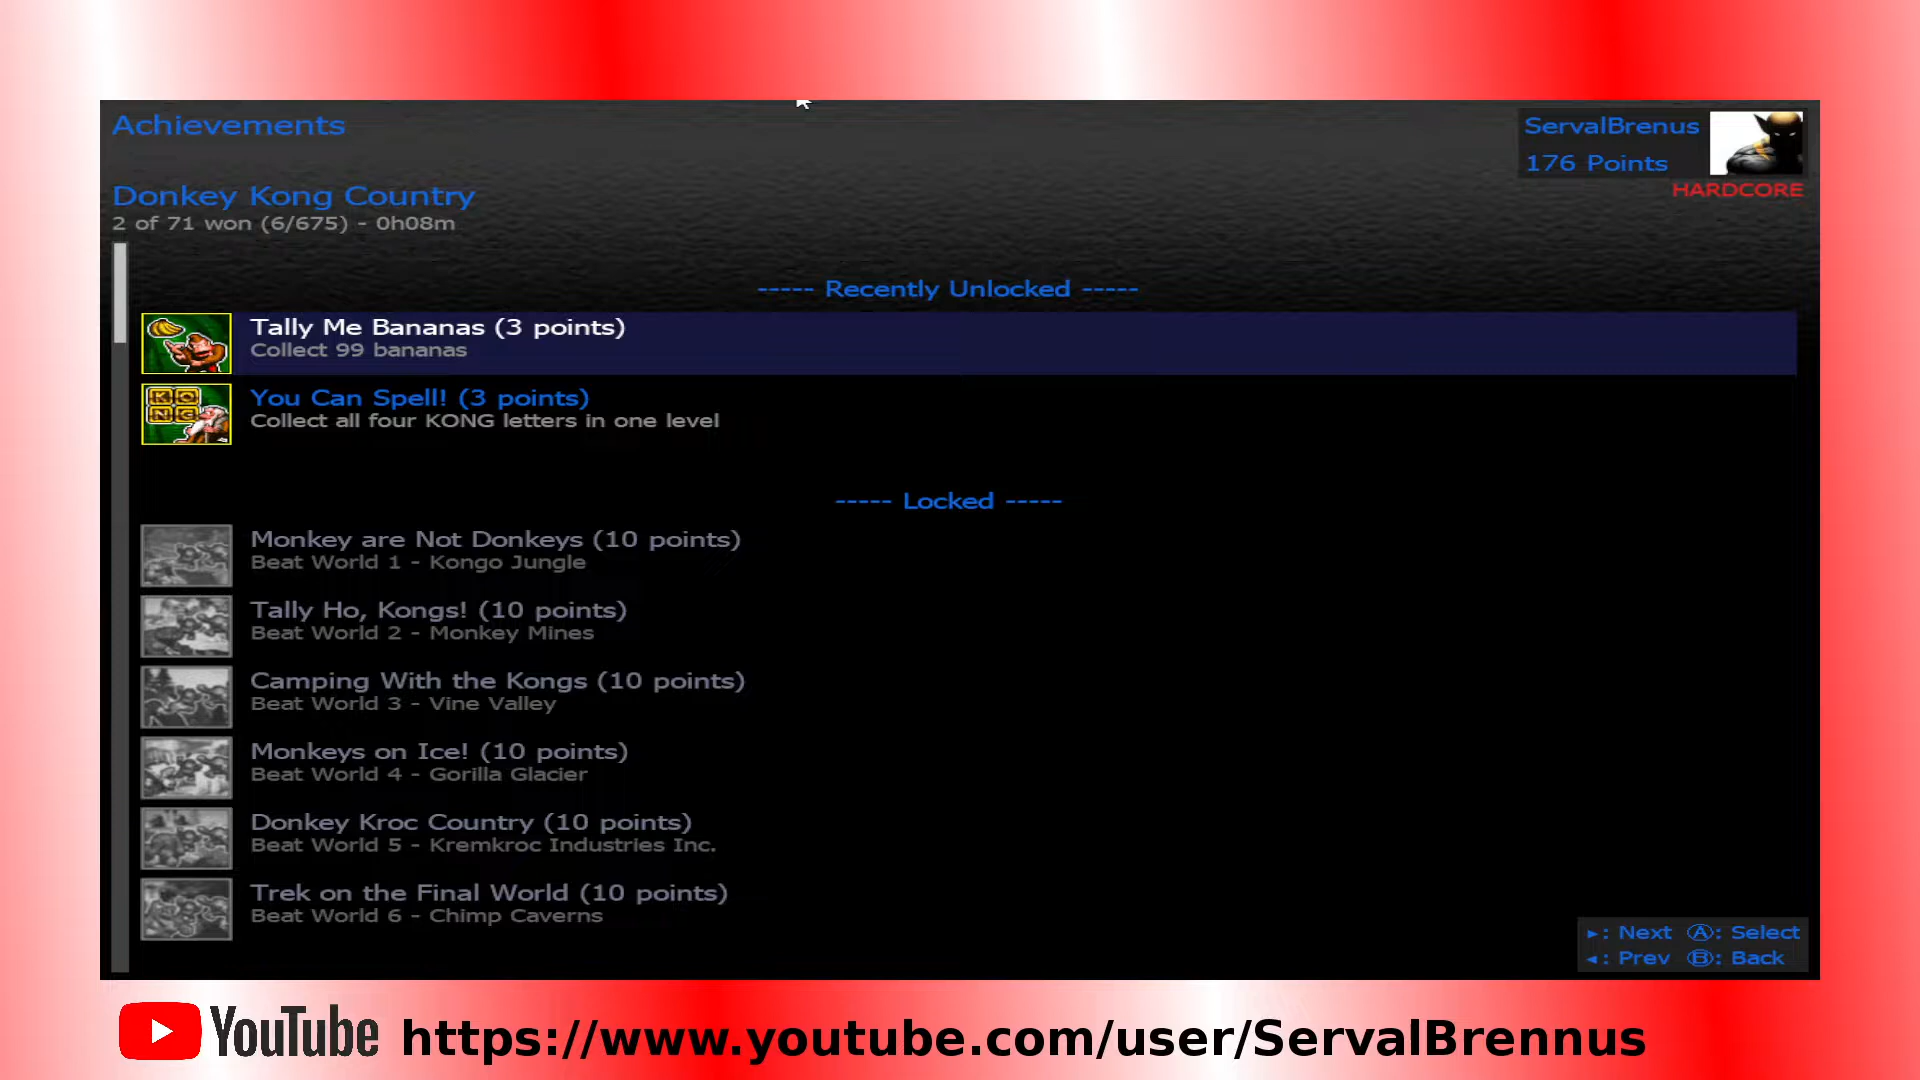 Achievements
ServalBrenus
176 Points
HARDCORE
Donkey Kong Country
2 of 71 won (6/675) - 0h08m
----- Recently Unlocked -----
Tally Me Bananas (3 points)
Collect 99 bananas
KONG
You Can Spell! (3 points)
Collect all four KONG letters in one level
----- Locked -----
Monkey are Not Donkeys (10 points)
Beat World 1 - Kongo Jungle
Tally Ho, Kongs! (10 points)
Beat World 2 - Monkey Mines
Camping With the Kongs (10 points)
Beat World 3 - Vine Valley
Monkeys on Ice! (10 points)
Beat World 4 - Gorilla Glacier
Donkey Kroc Country (10 points)
Beat World 5 - Kremkroc Industries Inc.
Trek on the Final World (10 points)
Beat World 6 - Chimp Caverns
►: Next Ⓐ: Select
◄: Prev Ⓑ: Back
YouTube https://www.youtube.com/user/ServalBrennus